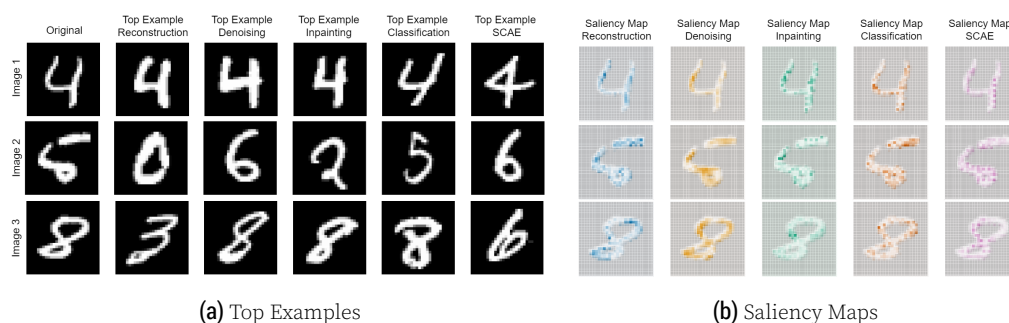 Original
Top Example
Reconstruction
Top Example
Denoising
Top Example
Inpainting
Top Example
Classification
Top Example
SCAE
Image 1
Image 2
Image 3
(a) Top Examples
Saliency Map
Reconstruction
Saliency Map
Denoising
Saliency Map
Inpainting
Saliency Map
Classification
Saliency Map
SCAE
(b) Saliency Maps